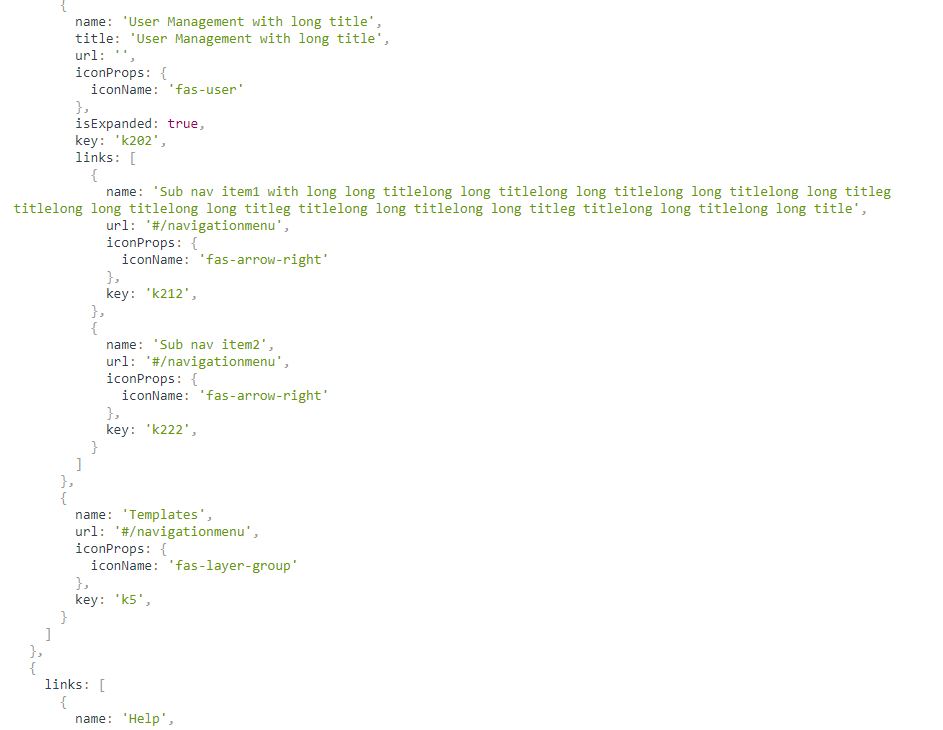 {
name: 'User Management with long title',
title: 'User Management with long title',
url: '',
iconProps: {
iconName: 'fas-user'
},
isExpanded: true,
key: 'k202',
links: [
{
name: 'Sub nav item1 with long long titlelong long titlelong long titlelong long titlelong long titleg
titlelong long titlelong long titleg titlelong long titlelong long titleg titlelong long titlelong long title',
url: '#/navigationmenu',
iconProps: {
iconName: 'fas-arrow-right'
},
key: 'k212',
},
{
name: 'Sub nav item2',
url: '#/navigationmenu',
iconProps: {
iconName: 'fas-arrow-right'
},
key: 'k222',
}
]
},
{
name: 'Templates',
url: '#/navigationmenu',
iconProps: {
iconName: 'fas-layer-group'
},
key: 'k5',
}
]
},
{
links: [
{
name: 'Help',